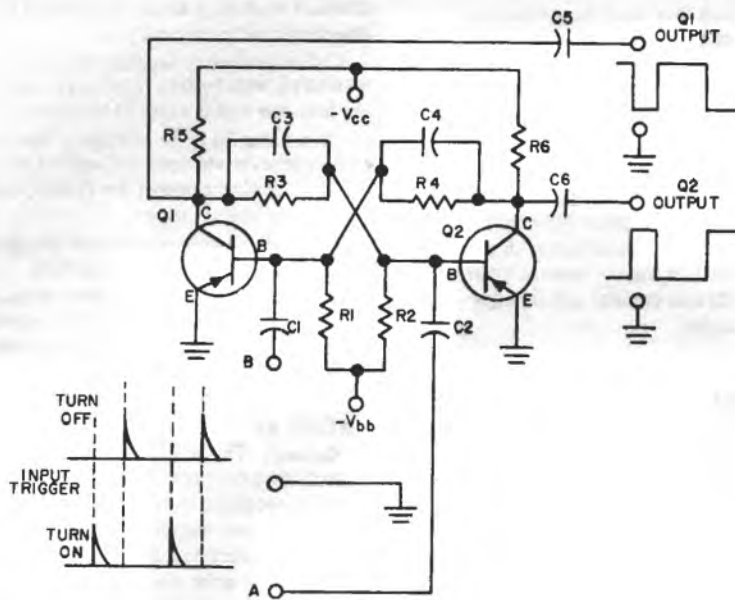 C5
Q1
OUTPUT
-Vcc
R5
C3
C4
R6
R3
R4
C6
Q2
OUTPUT
C
Q1
B
E
C1
B
R1
R2
C2
Q2
C
B
E
-Vbb
TURN
OFF
INPUT
TRIGGER
TURN
ON
A